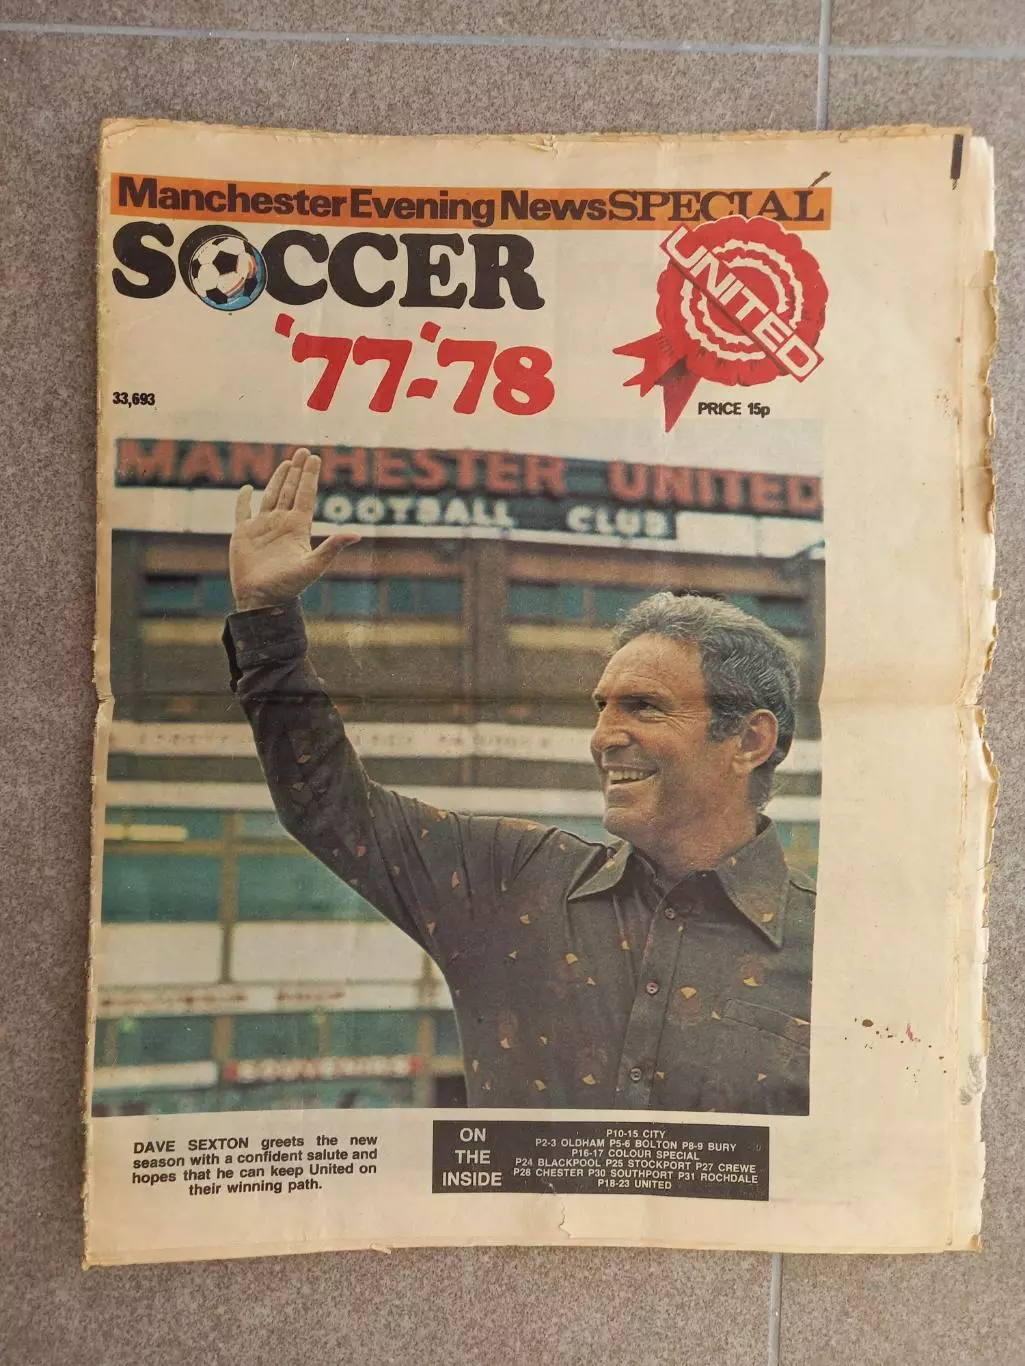 Manchester Evening News SPECIAL
SOCCER
'77-'78
UNITED
33,693
PRICE 15p
MANCHESTER UNITED
FOOTBALL CLUB
SOUVENIRS
DAVE SEXTON greets the new
season with a confident salute and
hopes that he can keep United on
their winning path.
ON
THE
INSIDE
P10-15 CITY
P2-3 OLDHAM P5-6 BOLTON P8-9 BURY
P16-17 COLOUR SPECIAL
P24 BLACKPOOL P25 STOCKPORT P27 CREWE
P28 CHESTER P30 SOUTHPORT P31 ROCHDALE
P18-23 UNITED